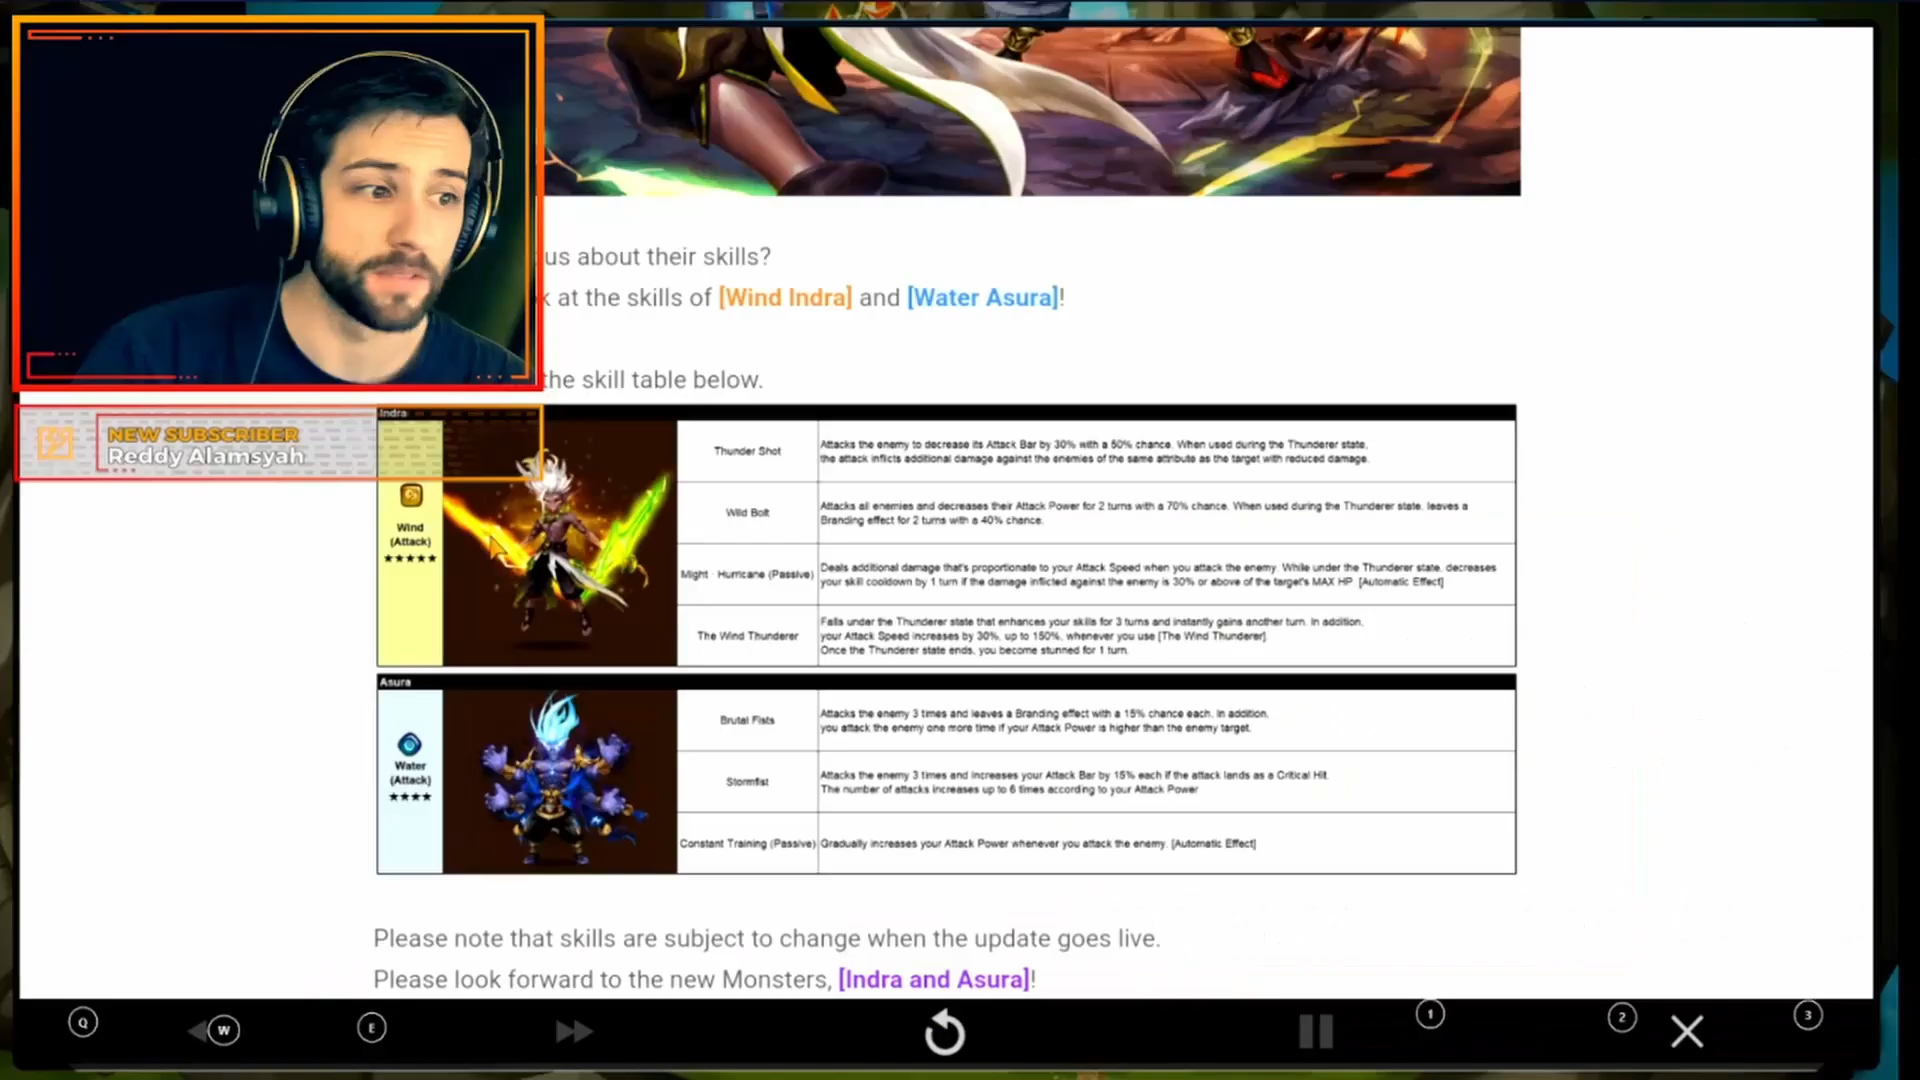 us about their skills?
k at the skills of [Wind Indra] and [Water Asura]!
the skill table below.
NEW SUBSCRIBER
Reddy Alamsyah
Indra
Wind
(Attack)
★★★★★
Thunder Shot
Attacks the enemy to decrease its Attack Bar by 30% with a 50% chance. When used during the Thunderer state,
the attack inflicts additional damage against the enemies of the same attribute as the target with reduced damage.
Wild Bolt
Attacks all enemies and decreases their Attack Power for 2 turns with a 70% chance. When used during the Thunderer state, leaves a
Branding effect for 2 turns with a 40% chance.
Might · Hurricane (Passive)
Deals additional damage that's proportionate to your Attack Speed when you attack the enemy. While under the Thunderer state, decreases
your skill cooldown by 1 turn if the damage inflicted against the enemy is 30% or above of the target's MAX HP. [Automatic Effect]
The Wind Thunderer
Falls under the Thunderer state that enhances your skills for 3 turns and instantly gains another turn. In addition,
your Attack Speed increases by 30%, up to 150%, whenever you use [The Wind Thunderer].
Once the Thunderer state ends, you become stunned for 1 turn.
Asura
Water
(Attack)
★★★★
Brutal Fists
Attacks the enemy 3 times and leaves a Branding effect with a 15% chance each. In addition,
you attack the enemy one more time if your Attack Power is higher than the enemy target.
Stormfist
Attacks the enemy 3 times and increases your Attack Bar by 15% each if the attack lands as a Critical Hit.
The number of attacks increases up to 6 times according to your Attack Power
Constant Training (Passive)
Gradually increases your Attack Power whenever you attack the enemy. [Automatic Effect]
Please note that skills are subject to change when the update goes live.
Please look forward to the new Monsters, [Indra and Asura]!
Q
W
E
1
2
3